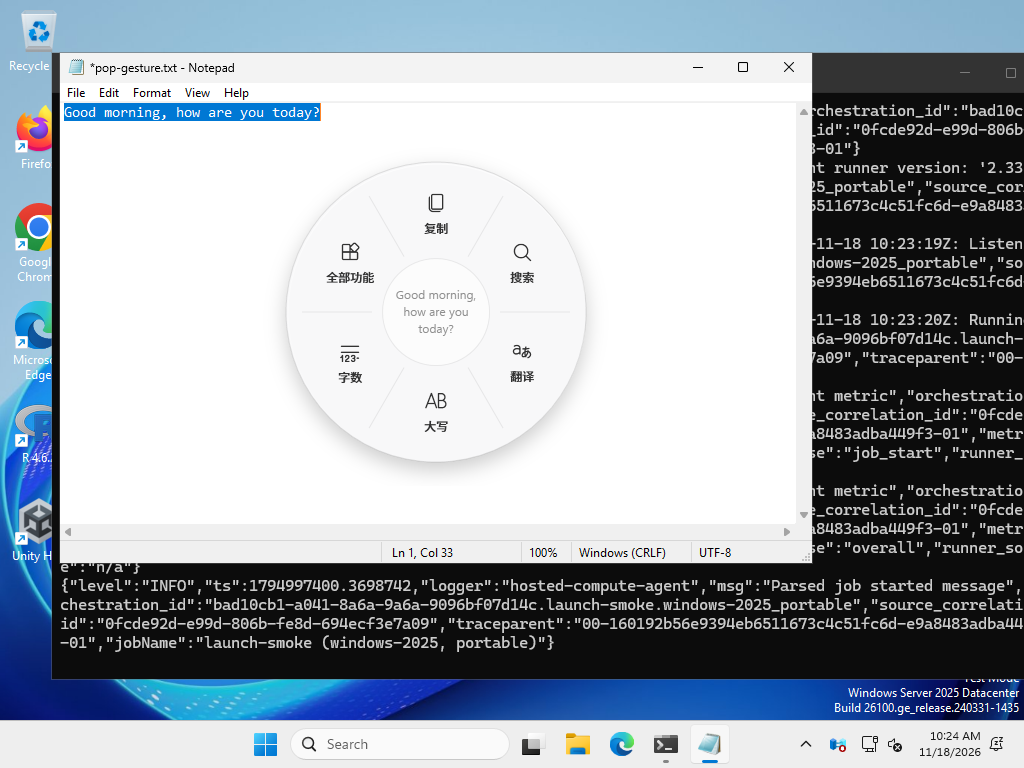 Recycle
Firefo
Googl
Chrom
Micros
Edge
R 4.6.
Unity H
*pop-gesture.txt - Notepad
File Edit Format View Help
Good morning, how are you today?
复制
全部功能
搜索
Good morning,
how are you
today?
字数
翻译
AB
大写
Ln 1, Col 33 100% Windows (CRLF) UTF-8
rchestration_id":"bad10c
_id":"0fcde92d-e99d-806b
3-01"}
nt runner version: '2.33
25_portable","source_cor
6511673c4c51fc6d-e9a8483
-11-18 10:23:19Z: Listen
ndows-2025_portable","so
6e9394eb6511673c4c51fc6d
-11-18 10:23:20Z: Runnin
a6a-9096bf07d14c.launch-
7a09","traceparent":"00-
nt metric","orchestratio
e_correlation_id":"0fcde
a8483adba449f3-01","metr
se":"job_start","runner_
nt metric","orchestratio
e_correlation_id":"0fcde
a8483adba449f3-01","metr
se":"overall","runner_so
e":"n/a"}
{"level":"INFO","ts":1794997400.3698742,"logger":"hosted-compute-agent","msg":"Parsed job started message",
chestration_id":"bad10cb1-a041-8a6a-9a6a-9096bf07d14c.launch-smoke.windows-2025_portable","source_correlati
id":"0fcde92d-e99d-806b-fe8d-694ecf3e7a09","traceparent":"00-160192b56e9394eb6511673c4c51fc6d-e9a8483adba44
-01","jobName":"launch-smoke (windows-2025, portable)"}
Test Mode
Windows Server 2025 Datacenter
Build 26100.ge_release.240331-1435
Search
10:24 AM
11/18/2026